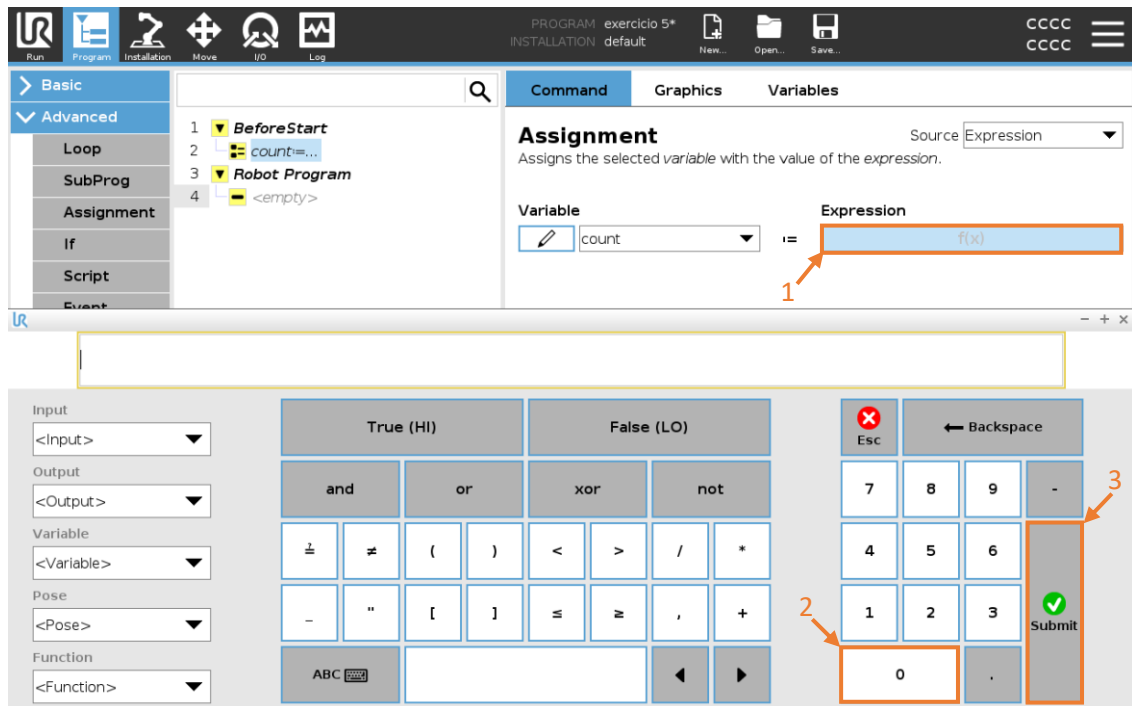 UR
PROGRAM exercicio 5*
INSTALLATION default
CCCC
CCCC
Run Program Installation Move I/O Log New... Open... Save...
Basic
Advanced
Loop
SubProg
Assignment
If
Script
Event
1 BeforeStart
2 count:=...
3 Robot Program
4 <empty>
Command Graphics Variables
Assignment
Source Expression
Assigns the selected variable with the value of the expression.
Variable Expression
count := f(x)
1
UR - + ×
Input
<Input>
Output
<Output>
Variable
<Variable>
Pose
<Pose>
Function
<Function>
True (HI) False (LO)
and or xor not
≟ ≠ ( ) < > / *
_ " [ ] ≤ ≥ , +
ABC
Esc Backspace
7 8 9 -
3
4 5 6
2
1 2 3 Submit
0 .